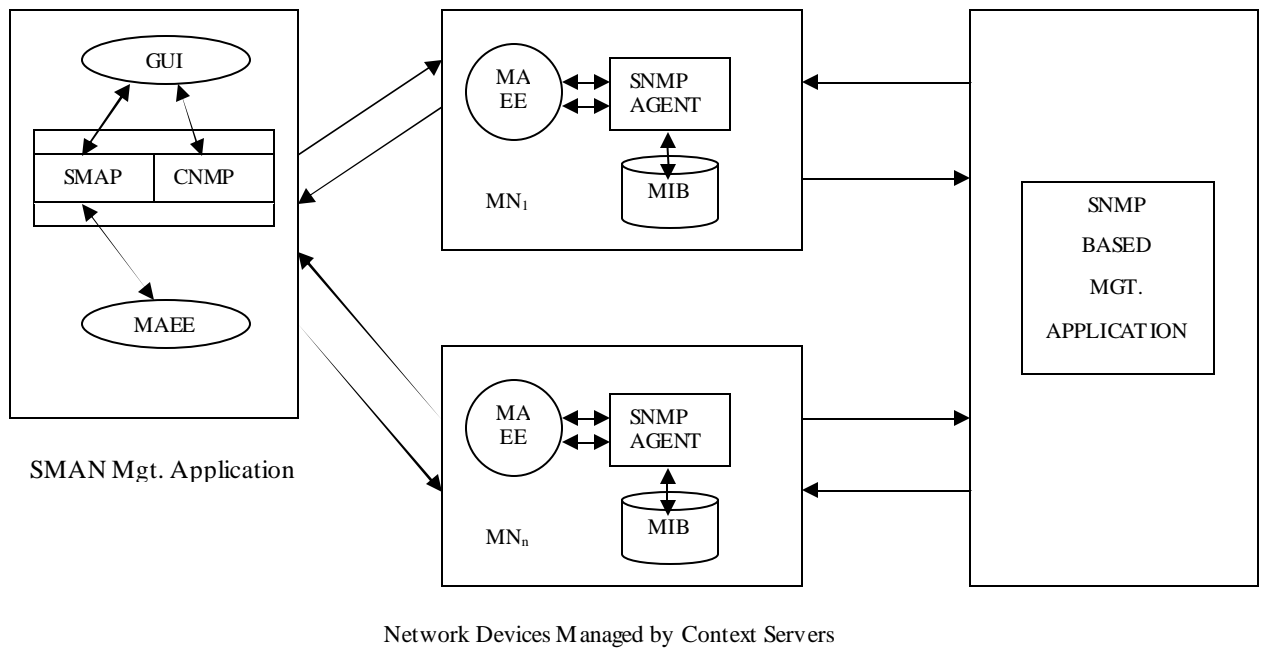 GUI
SMAP
CNMP
MAEE
SMAN Mgt. Application
MA
EE
SNMP
AGENT
MIB
MN₁
MA
EE
SNMP
AGENT
MIB
MNₙ
SNMP
BASED
MGT.
APPLICATION
Network Devices Managed by Context Servers